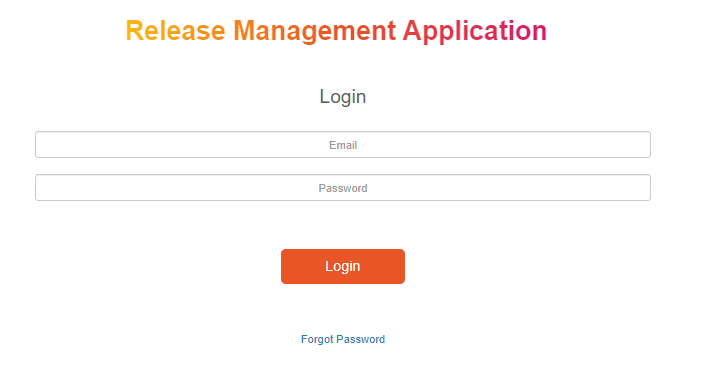 Release Management Application
Login
Email
Password
Login
Forgot Password